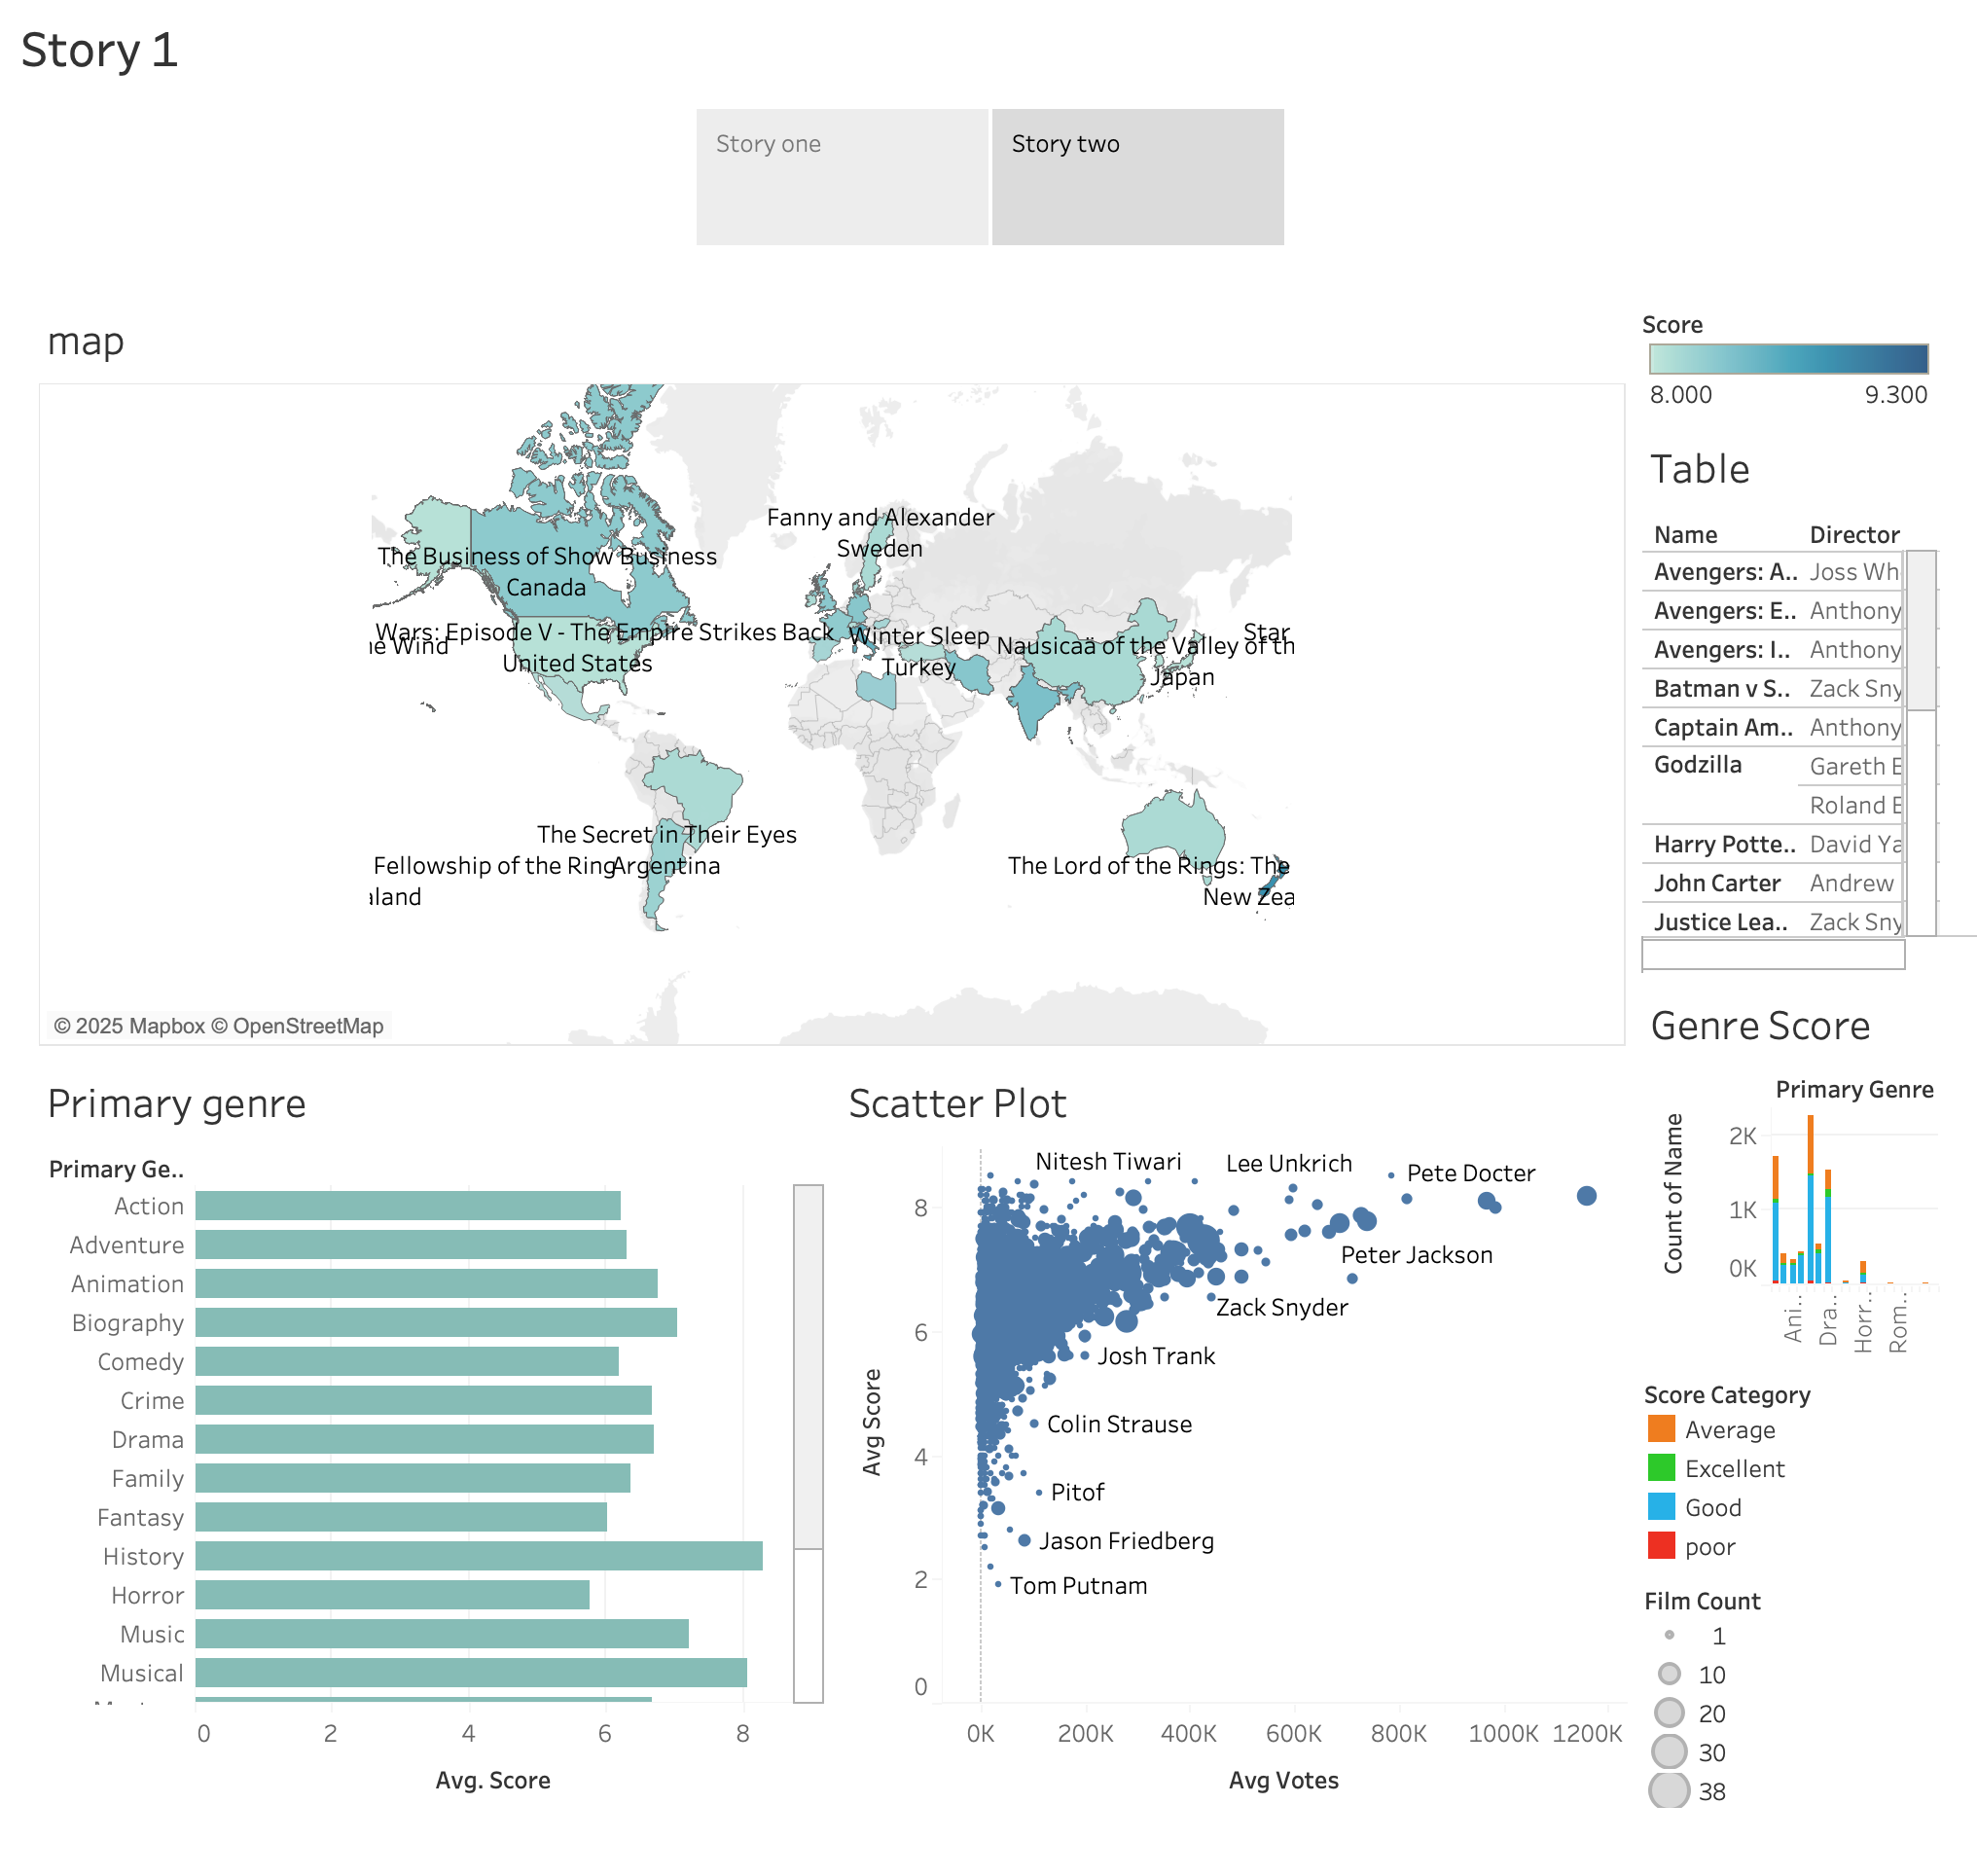 Story 1
Story one
Story two
map
Fanny and Alexander
Sweden
The Business of Show Business
Canada
Wars: Episode V - The Empire Strikes Back
Star
ne Wind
United States
Winter Sleep
Turkey
Nausicaä of the Valley of th
Japan
The Secret in Their Eyes
Argentina
Fellowship of the Ring
aland
The Lord of the Rings: The
New Zea
© 2025 Mapbox © OpenStreetMap
Score
8.000 9.300
Table
Name Director
Avengers: A.. Joss Wh
Avengers: E.. Anthony
Avengers: I.. Anthony
Batman v S.. Zack Sny
Captain Am.. Anthony
Godzilla Gareth E
Roland E
Harry Potte.. David Ya
John Carter Andrew
Justice Lea.. Zack Sny
Primary genre
Primary Ge..
Action
Adventure
Animation
Biography
Comedy
Crime
Drama
Family
Fantasy
History
Horror
Music
Musical
0 2 4 6 8
Avg. Score
Scatter Plot
Avg Score
8
6
4
2
0
Nitesh Tiwari
Lee Unkrich
Pete Docter
Peter Jackson
Zack Snyder
Josh Trank
Colin Strause
Pitof
Jason Friedberg
Tom Putnam
0K 200K 400K 600K 800K 1000K 1200K
Avg Votes
Genre Score
Primary Genre
Count of Name
2K
1K
0K
Ani..
Dra..
Horr..
Rom..
Score Category
Average
Excellent
Good
poor
Film Count
1
10
20
30
38